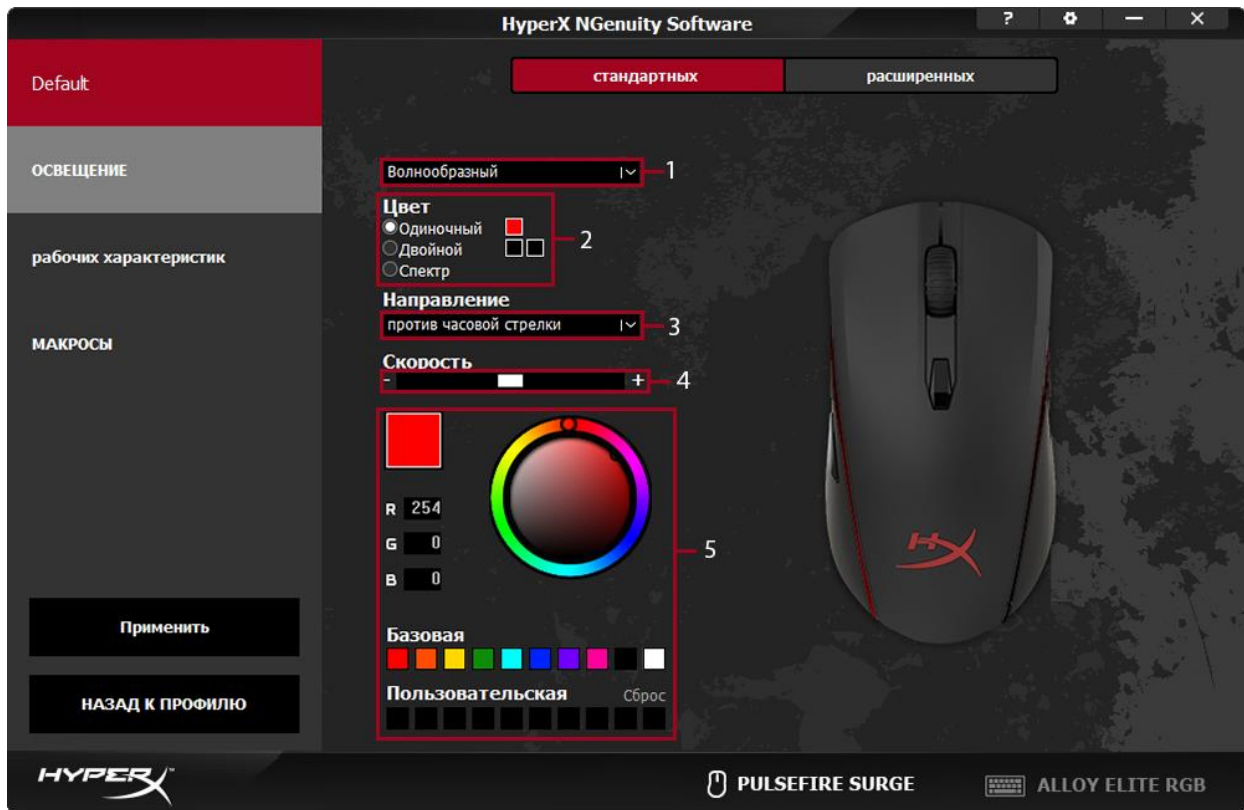 HyperX NGenuity Software
?
Default
стандартных
расширенных
ОСВЕЩЕНИЕ
рабочих характеристик
МАКРОСЫ
Применить
НАЗАД К ПРОФИЛЮ
Волнообразный
1
Цвет
Одиночный
Двойной
Спектр
2
Направление
против часовой стрелки
3
Скорость
- +
4
R 254
G 0
B 0
5
Базовая
Пользовательская Сброс
HX
HYPERX™
PULSEFIRE SURGE
ALLOY ELITE RGB